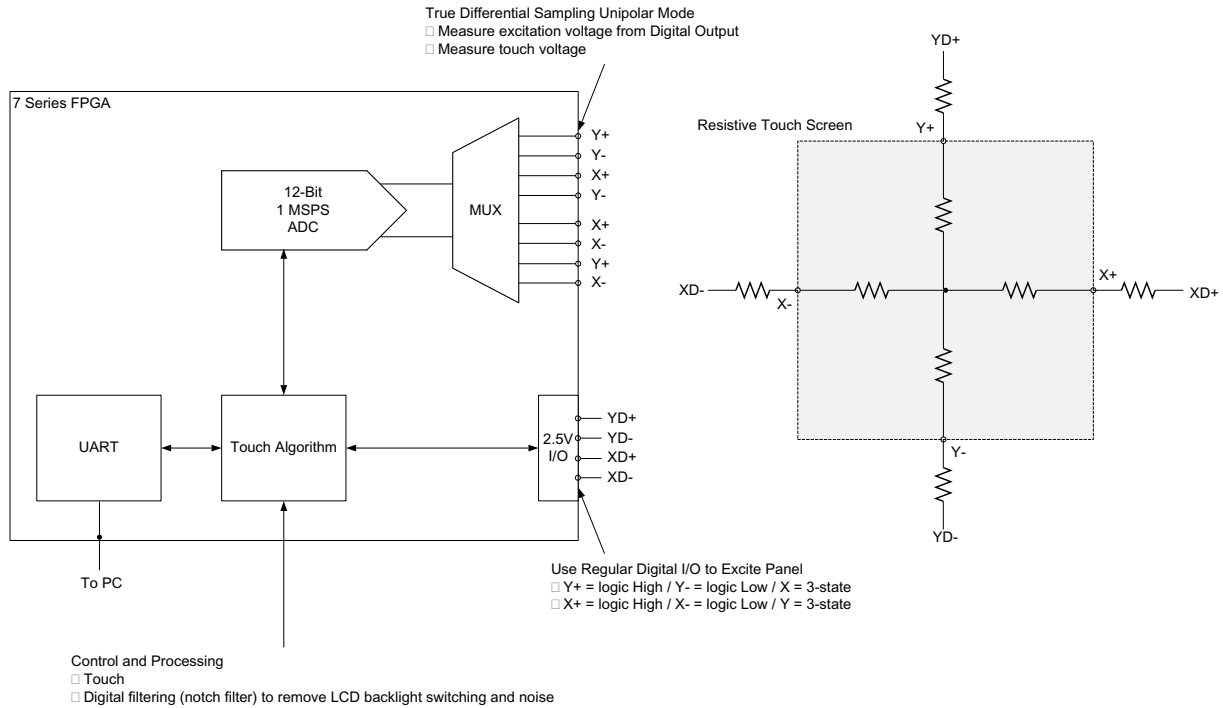 True Differential Sampling Unipolar Mode
□ Measure excitation voltage from Digital Output
□ Measure touch voltage
7 Series FPGA
12-Bit
1 MSPS
ADC
MUX
Y+
Y-
X+
Y-
X+
X-
Y+
X-
UART
Touch Algorithm
2.5V
I/O
YD+
YD-
XD+
XD-
To PC
Use Regular Digital I/O to Excite Panel
□ Y+ = logic High / Y- = logic Low / X = 3-state
□ X+ = logic High / X- = logic Low / Y = 3-state
Control and Processing
□ Touch
□ Digital filtering (notch filter) to remove LCD backlight switching and noise
YD+
Resistive Touch Screen
Y+
X+
XD-
X-
XD+
Y-
YD-